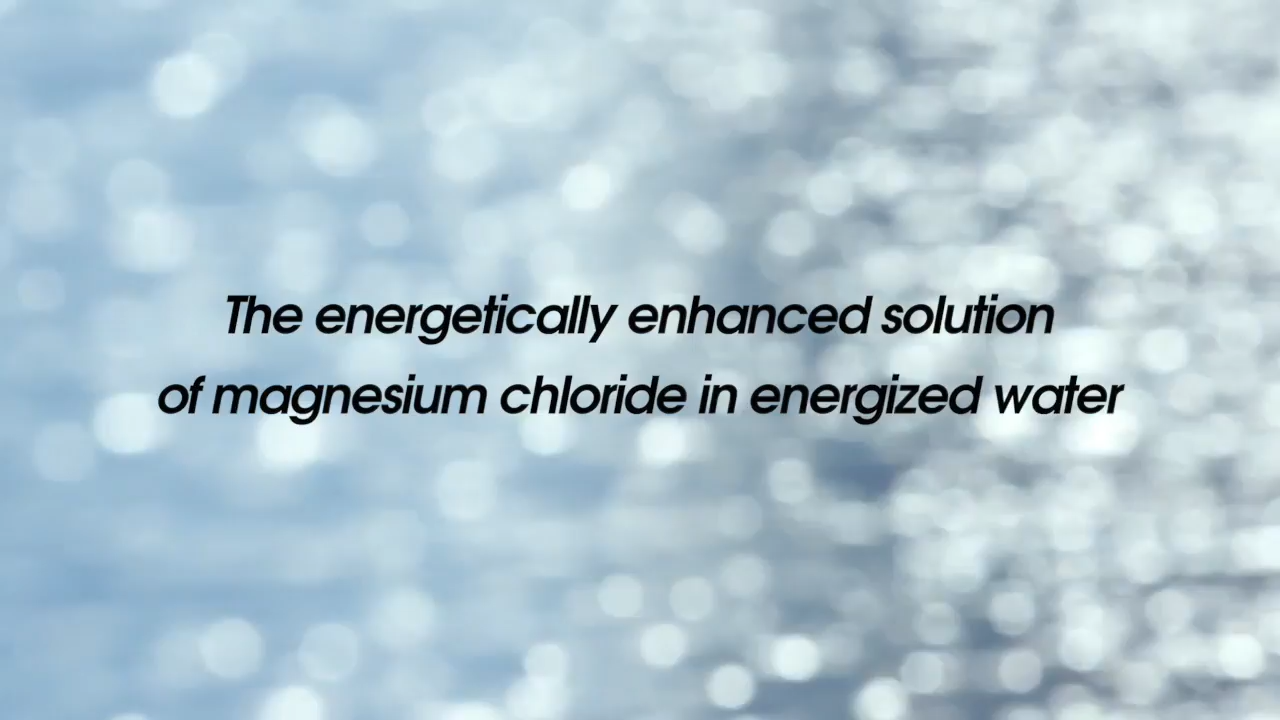 The energetically enhanced solution
of magnesium chloride in energized water